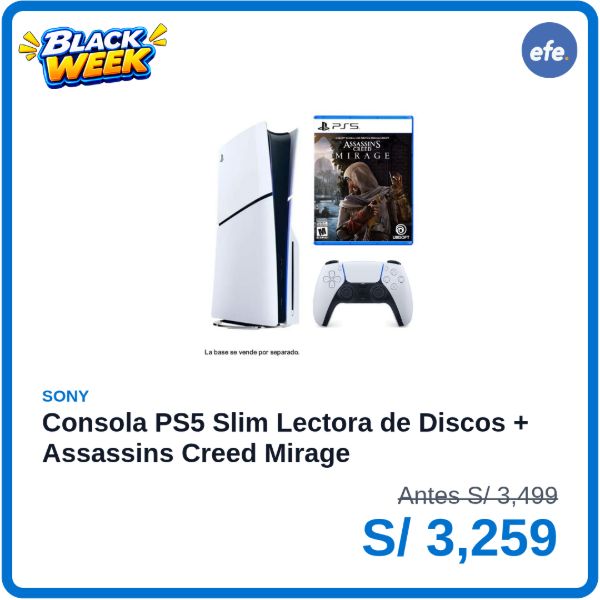 BLACK
WEEK
efe.
PS5
ASSASSIN'S
CREED
MIRAGE
UBISOFT
La base se vende por separado.
SONY
Consola PS5 Slim Lectora de Discos +
Assassins Creed Mirage
Antes S/ 3,499
S/ 3,259